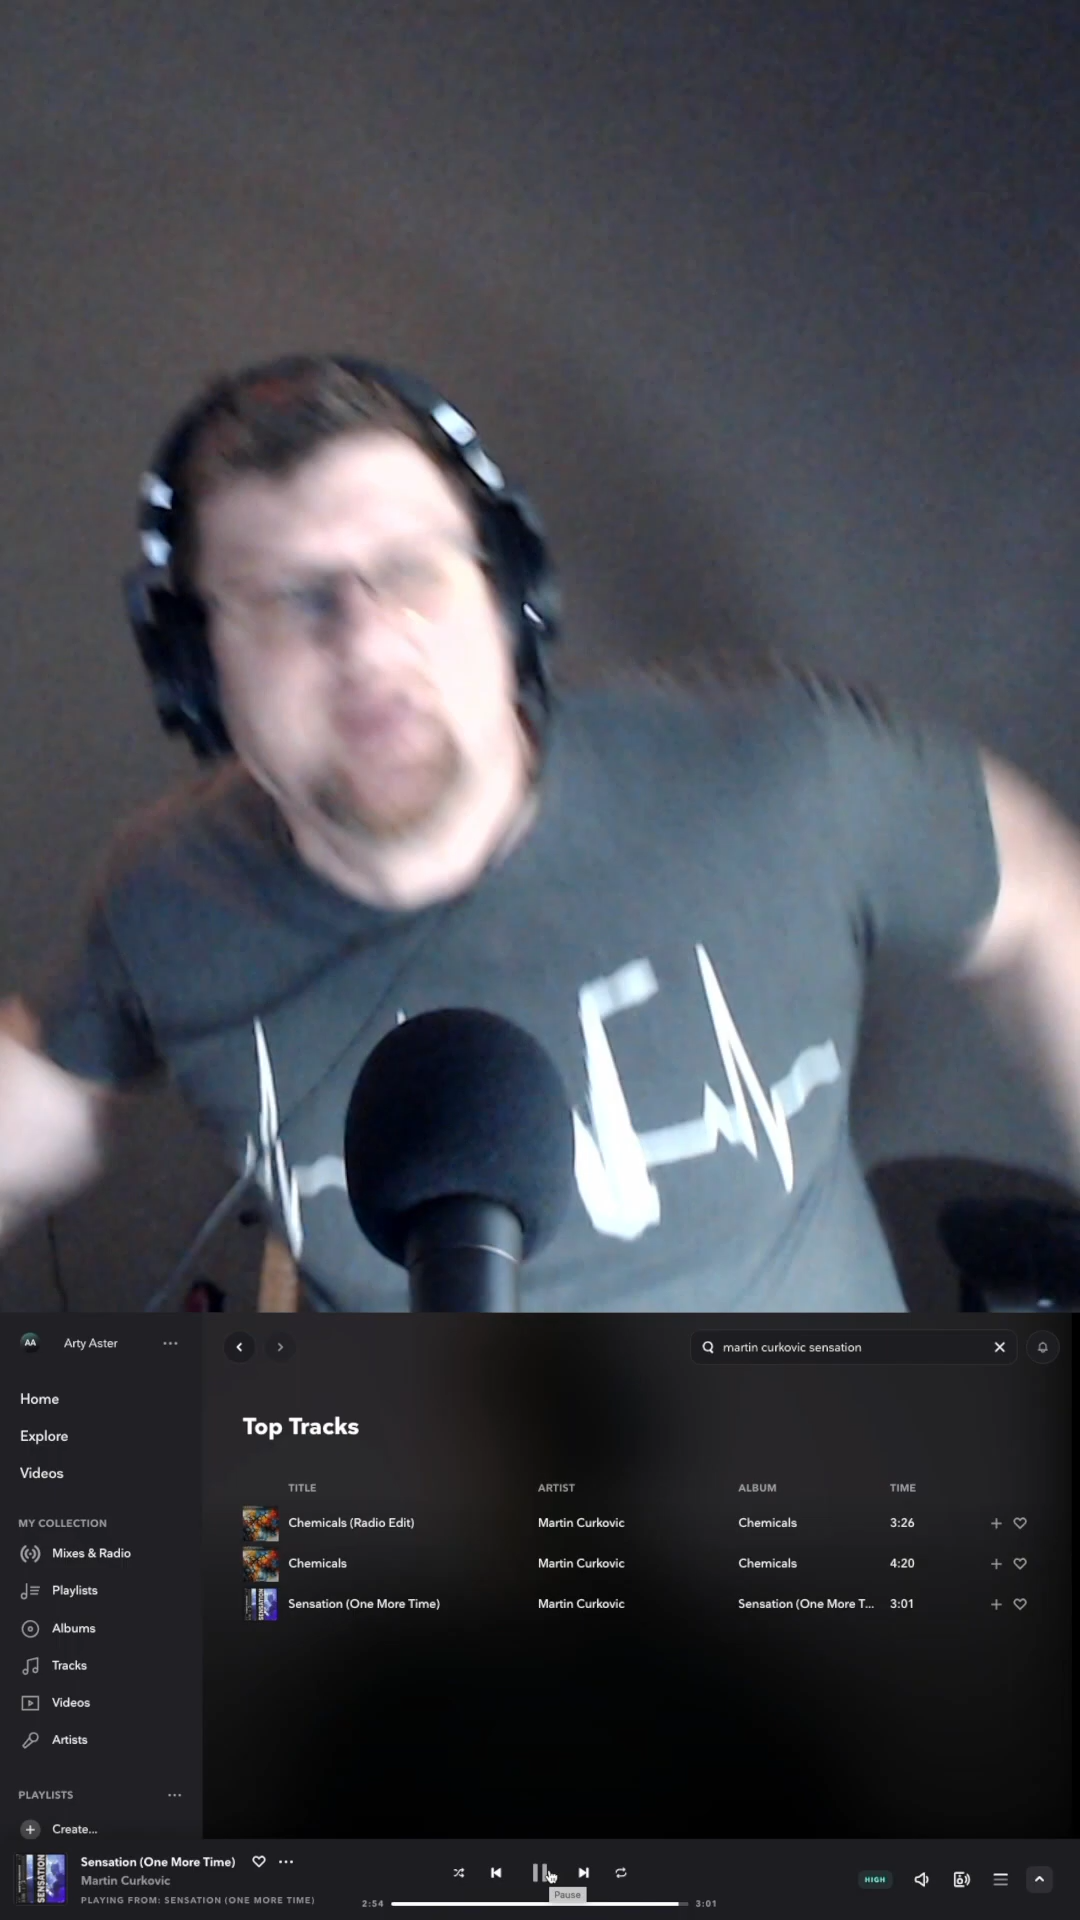 AA Arty Aster
martin curkovic sensation
Home
Explore
Videos
MY COLLECTION
Mixes & Radio
Playlists
Albums
Tracks
Videos
Artists
PLAYLISTS
Create...
Top Tracks
TITLE ARTIST ALBUM TIME
Chemicals (Radio Edit) Martin Curkovic Chemicals 3:26
Chemicals Martin Curkovic Chemicals 4:20
Sensation (One More Time) Martin Curkovic Sensation (One More T... 3:01
SENSATION
Sensation (One More Time)
Martin Curkovic
PLAYING FROM: SENSATION (ONE MORE TIME)
Pause
2:54 3:01
HIGH